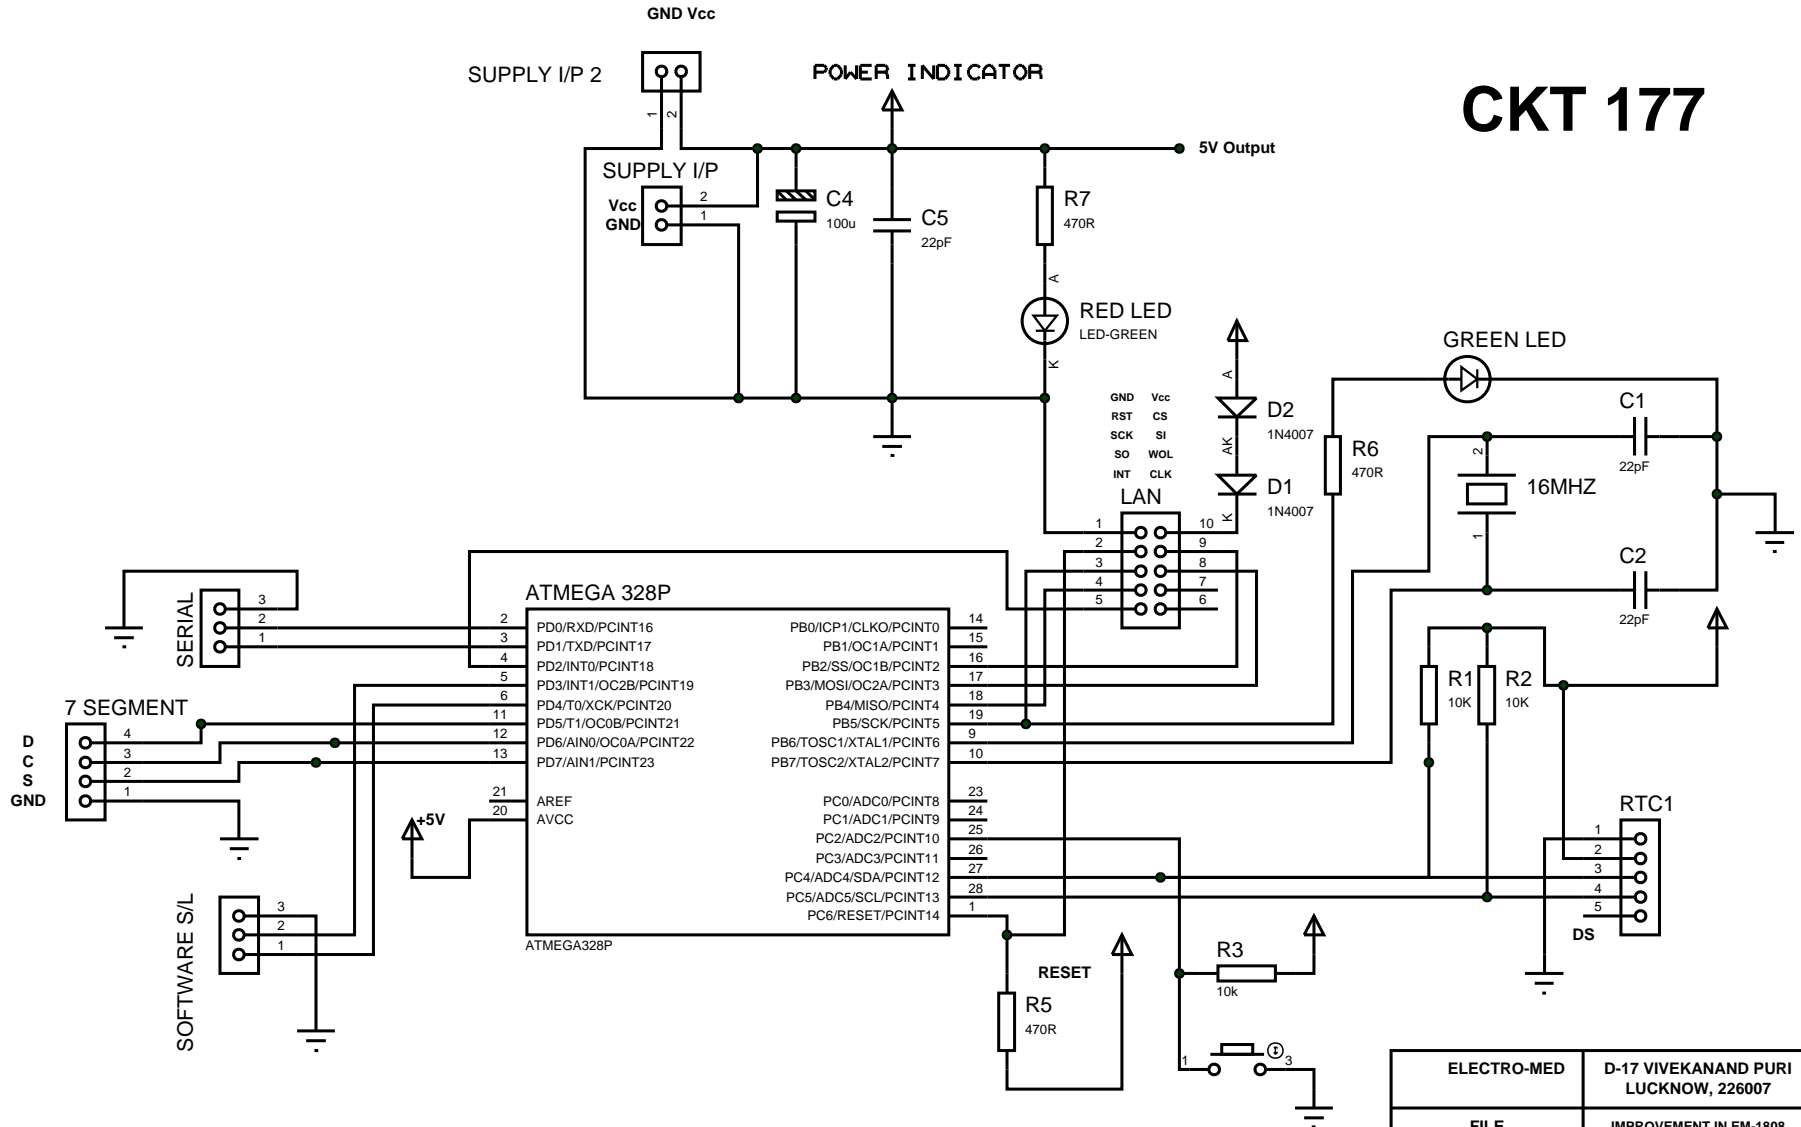 GND Vcc
SUPPLY I/P 2
POWER INDICATOR
CKT 177
1
2
5V Output
SUPPLY I/P
Vcc
GND
2
1
C4
100u
C5
22pF
R7
470R
A
RED LED
LED-GREEN
K
GREEN LED
GND Vcc
RST CS
SCK SI
SO WOL
INT CLK
LAN
A
D2
1N4007
AK
D1
1N4007
K
R6
470R
C1
22pF
2
16MHZ
1
C2
22pF
1
2
3
4
5
10
9
8
7
6
SERIAL
3
2
1
ATMEGA 328P
2 PD0/RXD/PCINT16
3 PD1/TXD/PCINT17
4 PD2/INT0/PCINT18
5 PD3/INT1/OC2B/PCINT19
6 PD4/T0/XCK/PCINT20
11 PD5/T1/OC0B/PCINT21
12 PD6/AIN0/OC0A/PCINT22
13 PD7/AIN1/PCINT23
21 AREF
20 AVCC
PB0/ICP1/CLKO/PCINT0 14
PB1/OC1A/PCINT1 15
PB2/SS/OC1B/PCINT2 16
PB3/MOSI/OC2A/PCINT3 17
PB4/MISO/PCINT4 18
PB5/SCK/PCINT5 19
PB6/TOSC1/XTAL1/PCINT6 9
PB7/TOSC2/XTAL2/PCINT7 10
PC0/ADC0/PCINT8 23
PC1/ADC1/PCINT9 24
PC2/ADC2/PCINT10 25
PC3/ADC3/PCINT11 26
PC4/ADC4/SDA/PCINT12 27
PC5/ADC5/SCL/PCINT13 28
PC6/RESET/PCINT14 1
ATMEGA328P
7 SEGMENT
D 4
C 3
S 2
GND 1
+5V
SOFTWARE S/L
3
2
1
R1
10K
R2
10K
RTC1
1
2
3
4
5
DS
RESET
R5
470R
R3
10k
1
3
ELECTRO-MED
D-17 VIVEKANAND PURI
LUCKNOW, 226007
FILE
IMPROVEMENT IN EM-1808